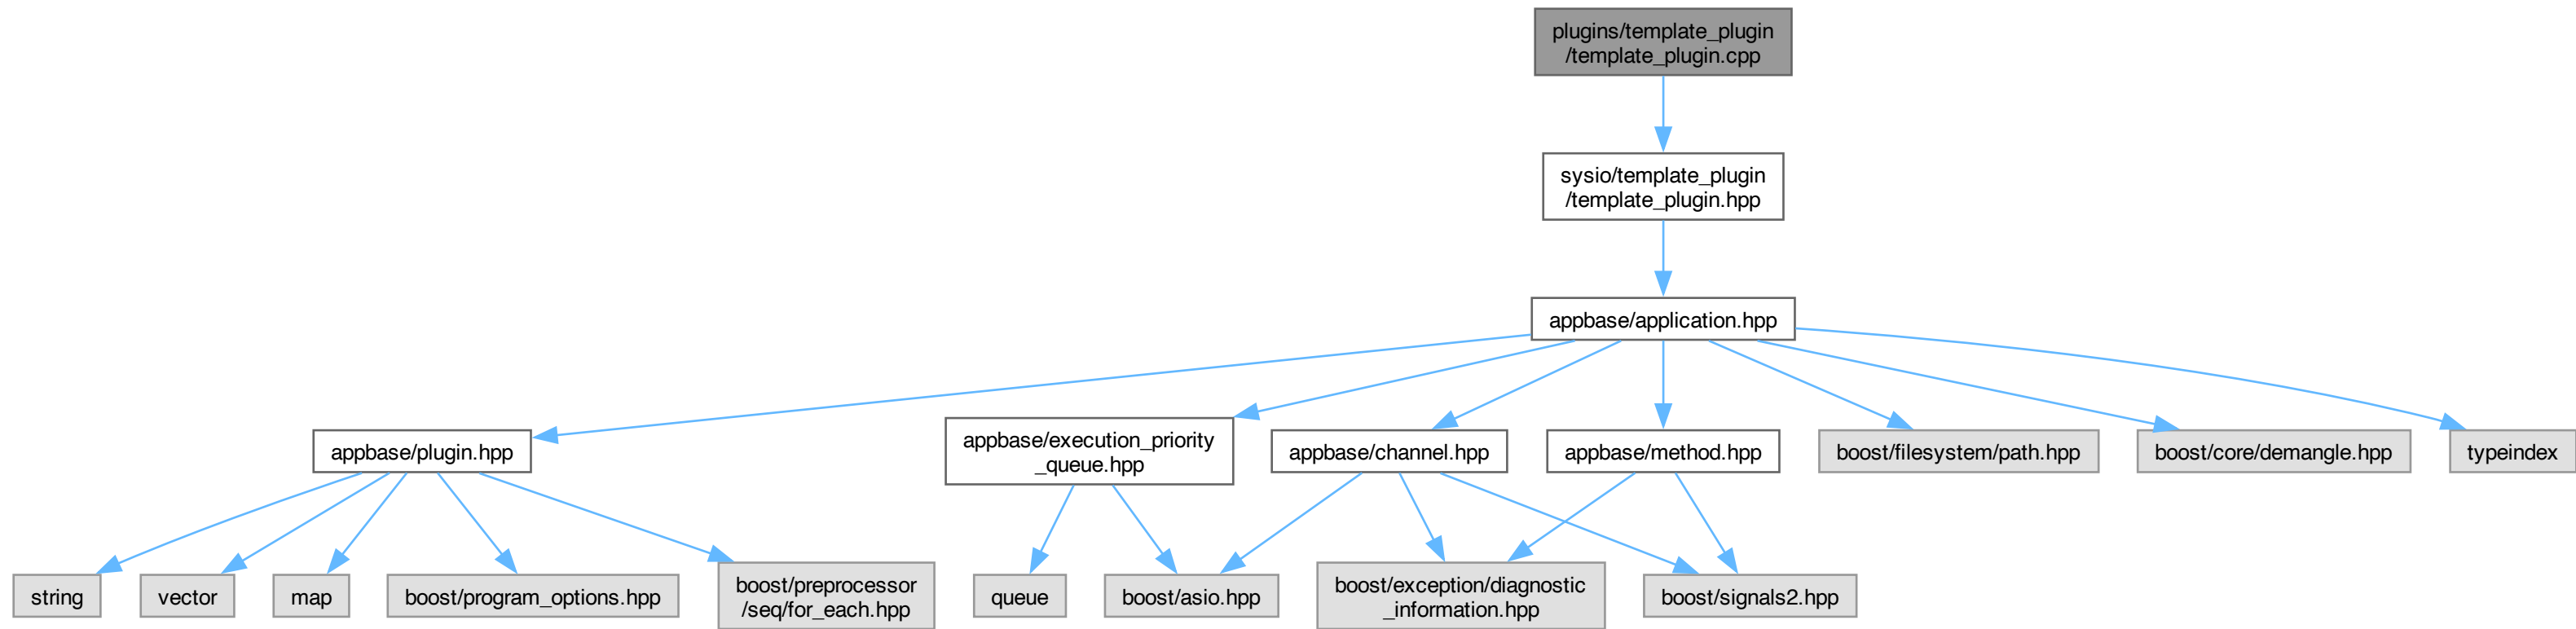 plugins/template_plugin
/template_plugin.cpp
sysio/template_plugin
/template_plugin.hpp
appbase/application.hpp
appbase/plugin.hpp
appbase/execution_priority
_queue.hpp
appbase/channel.hpp
appbase/method.hpp
boost/filesystem/path.hpp
boost/core/demangle.hpp
typeindex
string
vector
map
boost/program_options.hpp
boost/preprocessor
/seq/for_each.hpp
queue
boost/asio.hpp
boost/exception/diagnostic
_information.hpp
boost/signals2.hpp